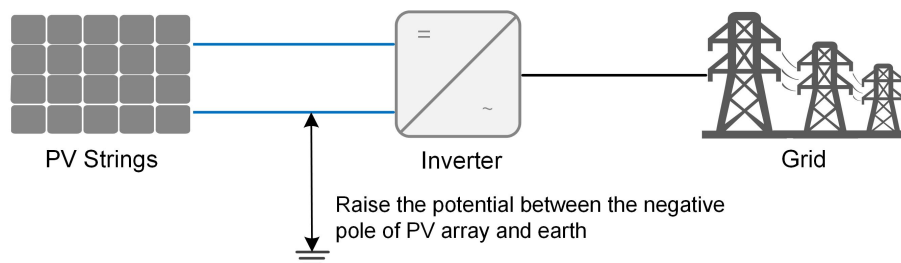 =
~
PV Strings
Inverter
Grid
Raise the potential between the negative
pole of PV array and earth